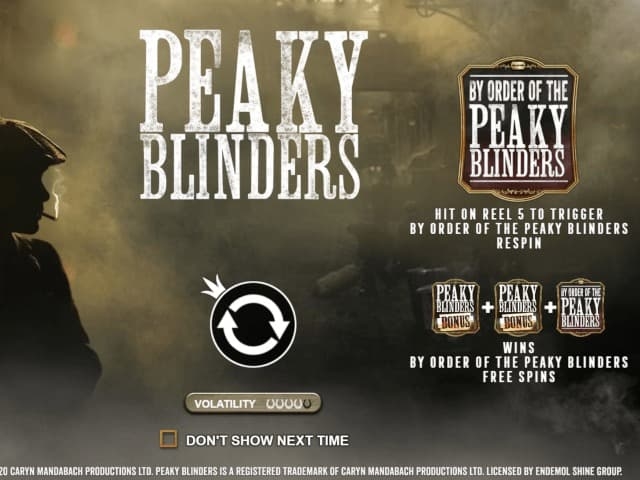 PEAKY
BLINDERS
BY ORDER OF THE
PEAKY
BLINDERS
HIT ON REEL 5 TO TRIGGER
BY ORDER OF THE PEAKY BLINDERS
RESPIN
PEAKY
BLINDERS
BONUS
+
PEAKY
BLINDERS
BONUS
+
BY ORDER OF THE
PEAKY
BLINDERS
WINS
BY ORDER OF THE PEAKY BLINDERS
FREE SPINS
VOLATILITY
DON'T SHOW NEXT TIME
20 CARYN MANDABACH PRODUCTIONS LTD. PEAKY BLINDERS IS A REGISTERED TRADEMARK OF CARYN MANDABACH PRODUCTIONS LTD. LICENSED BY ENDEMOL SHINE GROUP.